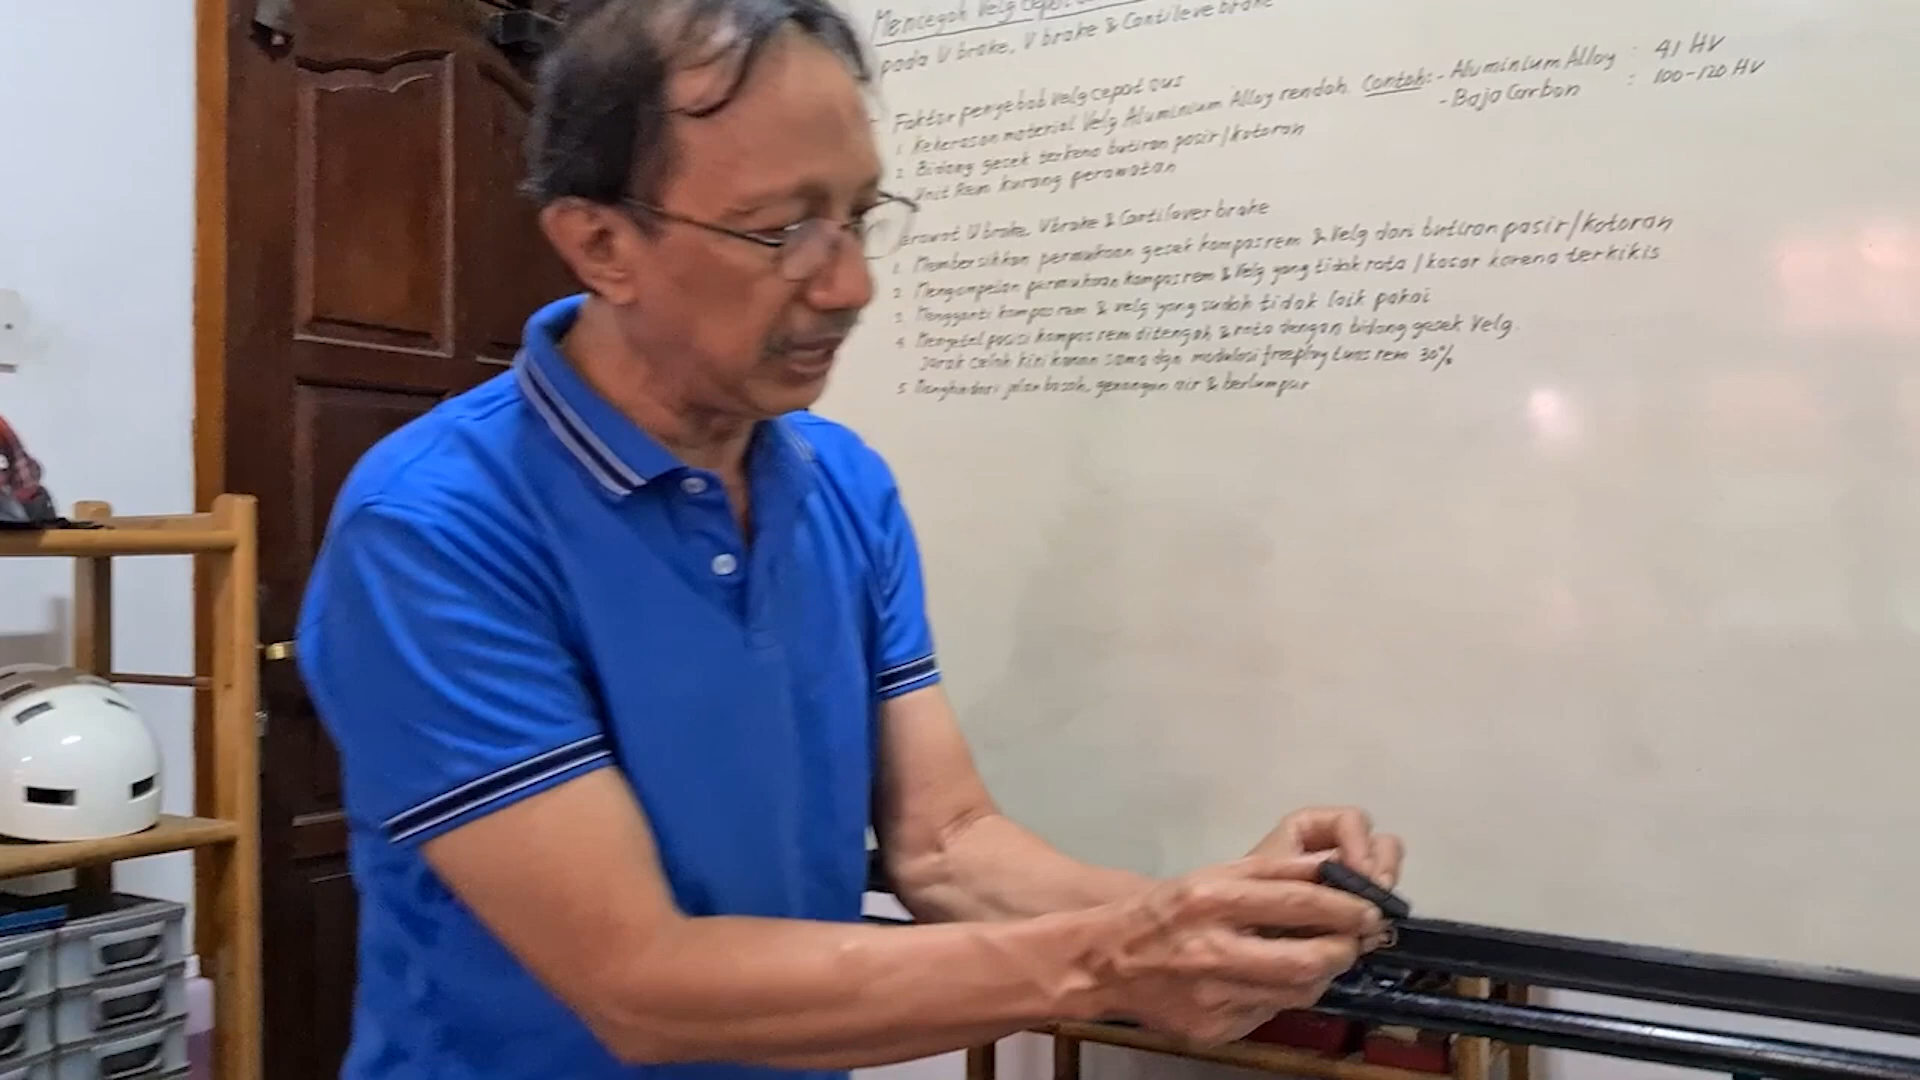 Mencegah Velg cepat
pada U brake, V brake & Cantilever brake
Faktor penyebab velg cepat aus
1. Kekerasan material Velg Aluminium Alloy rendah. Contoh: - Aluminium Alloy : 41 HV
- Baja Carbon : 100-120 HV
2. Bidang gesek terkena butiran pasir/kotoran
Unit Rem kurang perawatan
erawat U brake, V brake & Cantilever brake
1. Membersihkan permukaan gesek kampas rem & Velg dari butiran pasir/kotoran
2. Mengampelas permukaan kampas rem & Velg yang tidak rata / kasar karena terkikis
3. Mengganti kampas rem & velg yang sudah tidak laik pakai
4. Menyetel posisi kampas rem ditengah & rata dengan bidang gesek Velg.
Jarak celah kiri kanan sama dgn modulasi freeplay tuas rem 30%
5. Menghindari jalan basah, genangan air & berlumpur